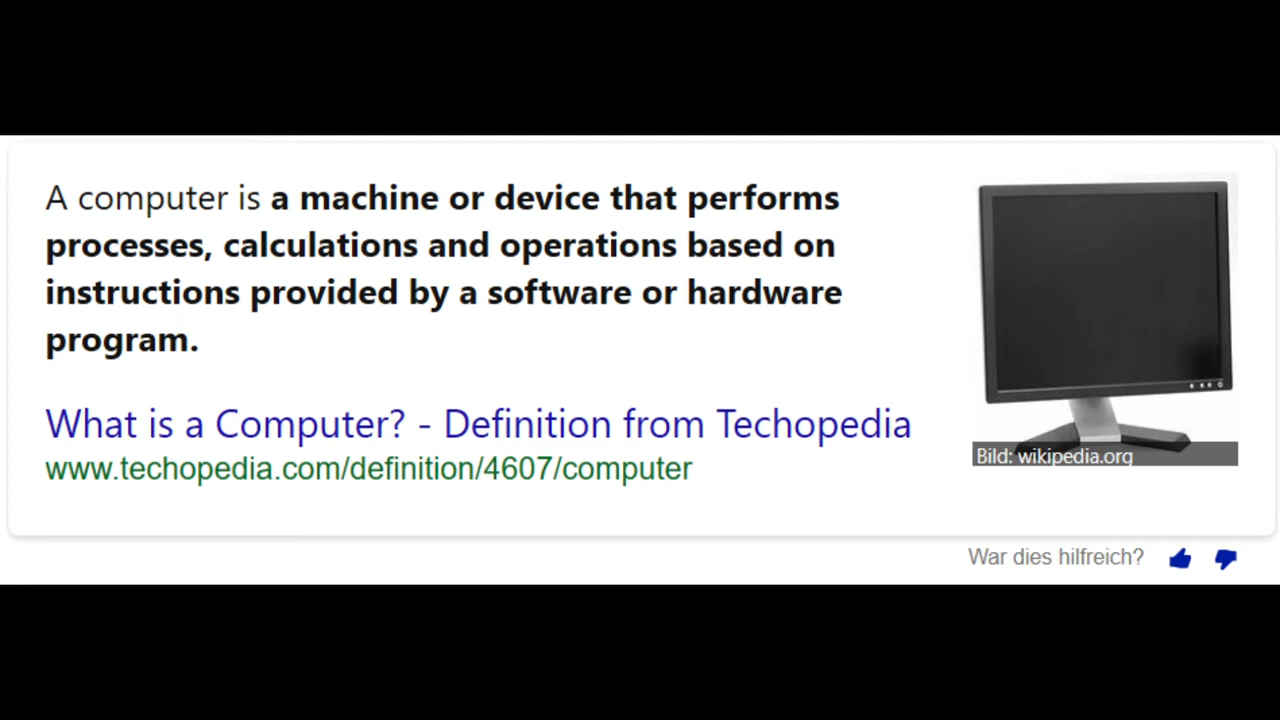 A computer is a machine or device that performs
processes, calculations and operations based on
instructions provided by a software or hardware
program.
What is a Computer? - Definition from Techopedia
www.techopedia.com/definition/4607/computer
Bild: wikipedia.org
War dies hilfreich?